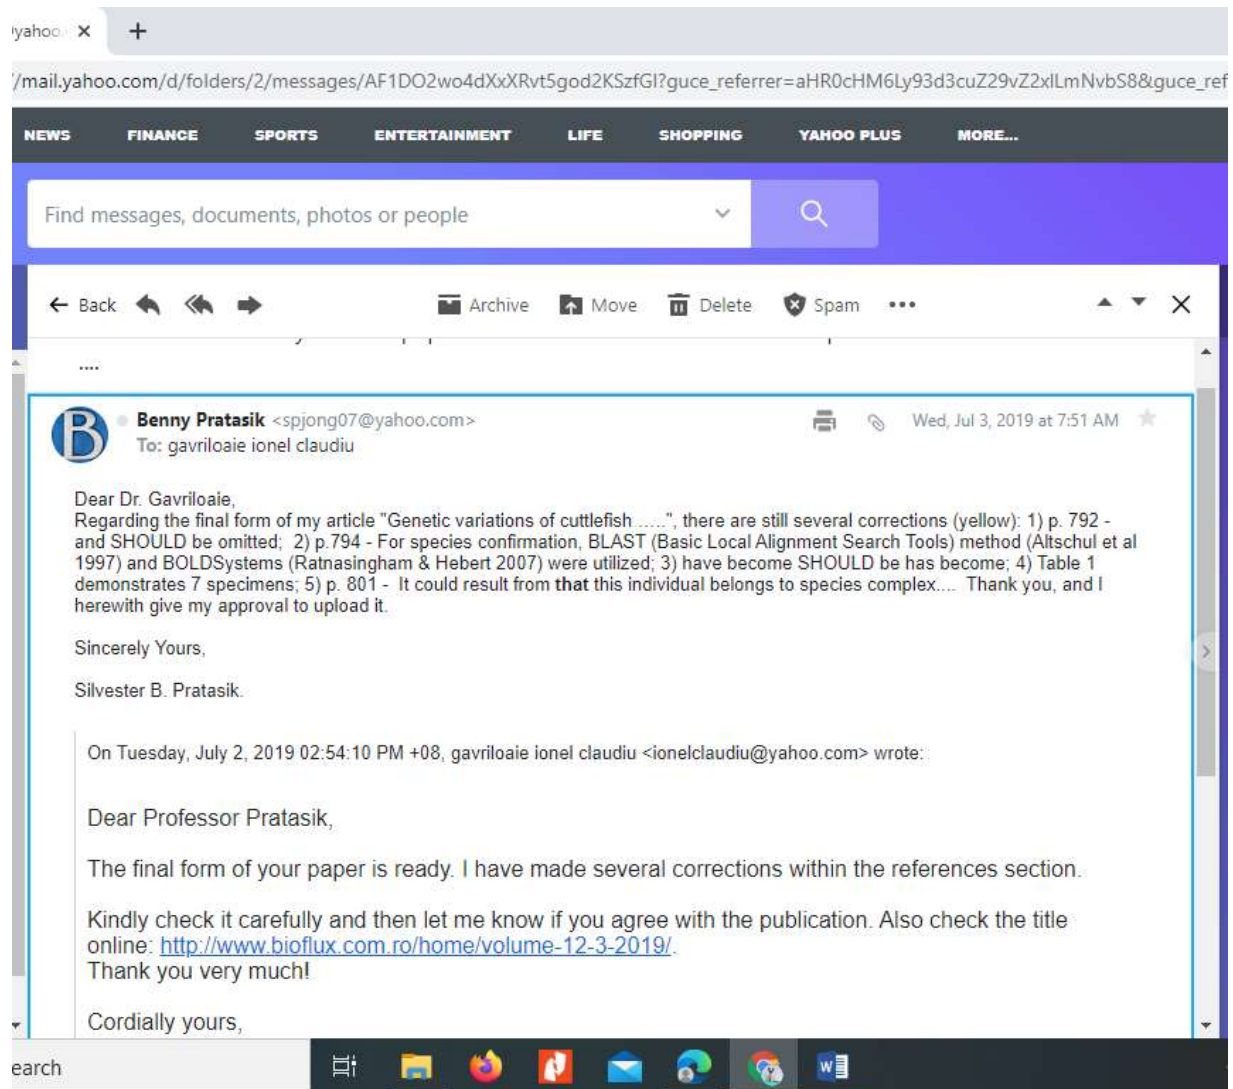 yahoo.
/mail.yahoo.com/d/folders/2/messages/AF1DO2wo4dXxXRvt5god2KSzfGI?guce_referrer=aHR0cHM6Ly93d3cuZ29vZ2xlLmNvbS8&guce_ref
NEWS FINANCE SPORTS ENTERTAINMENT LIFE SHOPPING YAHOO PLUS MORE...
Find messages, documents, photos or people
Back Archive Move Delete Spam •••
....
B Benny Pratasik <spjong07@yahoo.com> Wed, Jul 3, 2019 at 7:51 AM
To: gavriloaie ionel claudiu
Dear Dr. Gavriloaie,
Regarding the final form of my article "Genetic variations of cuttlefish .....", there are still several corrections (yellow): 1) p. 792 -
and SHOULD be omitted; 2) p.794 - For species confirmation, BLAST (Basic Local Alignment Search Tools) method (Altschul et al
1997) and BOLDSystems (Ratnasingham & Hebert 2007) were utilized; 3) have become SHOULD be has become; 4) Table 1
demonstrates 7 specimens; 5) p. 801 - It could result from that this individual belongs to species complex.... Thank you, and I
herewith give my approval to upload it.
Sincerely Yours,
Silvester B. Pratasik.
On Tuesday, July 2, 2019 02:54:10 PM +08, gavriloaie ionel claudiu <ionelclaudiu@yahoo.com> wrote:
Dear Professor Pratasik,
The final form of your paper is ready. I have made several corrections within the references section.
Kindly check it carefully and then let me know if you agree with the publication. Also check the title
online: http://www.bioflux.com.ro/home/volume-12-3-2019/.
Thank you very much!
Cordially yours,
earch